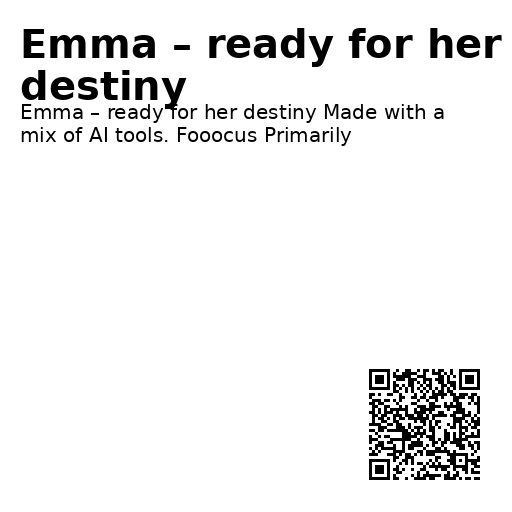 Emma – ready for her
destiny
Emma – ready for her destiny Made with a
mix of AI tools. Fooocus Primarily